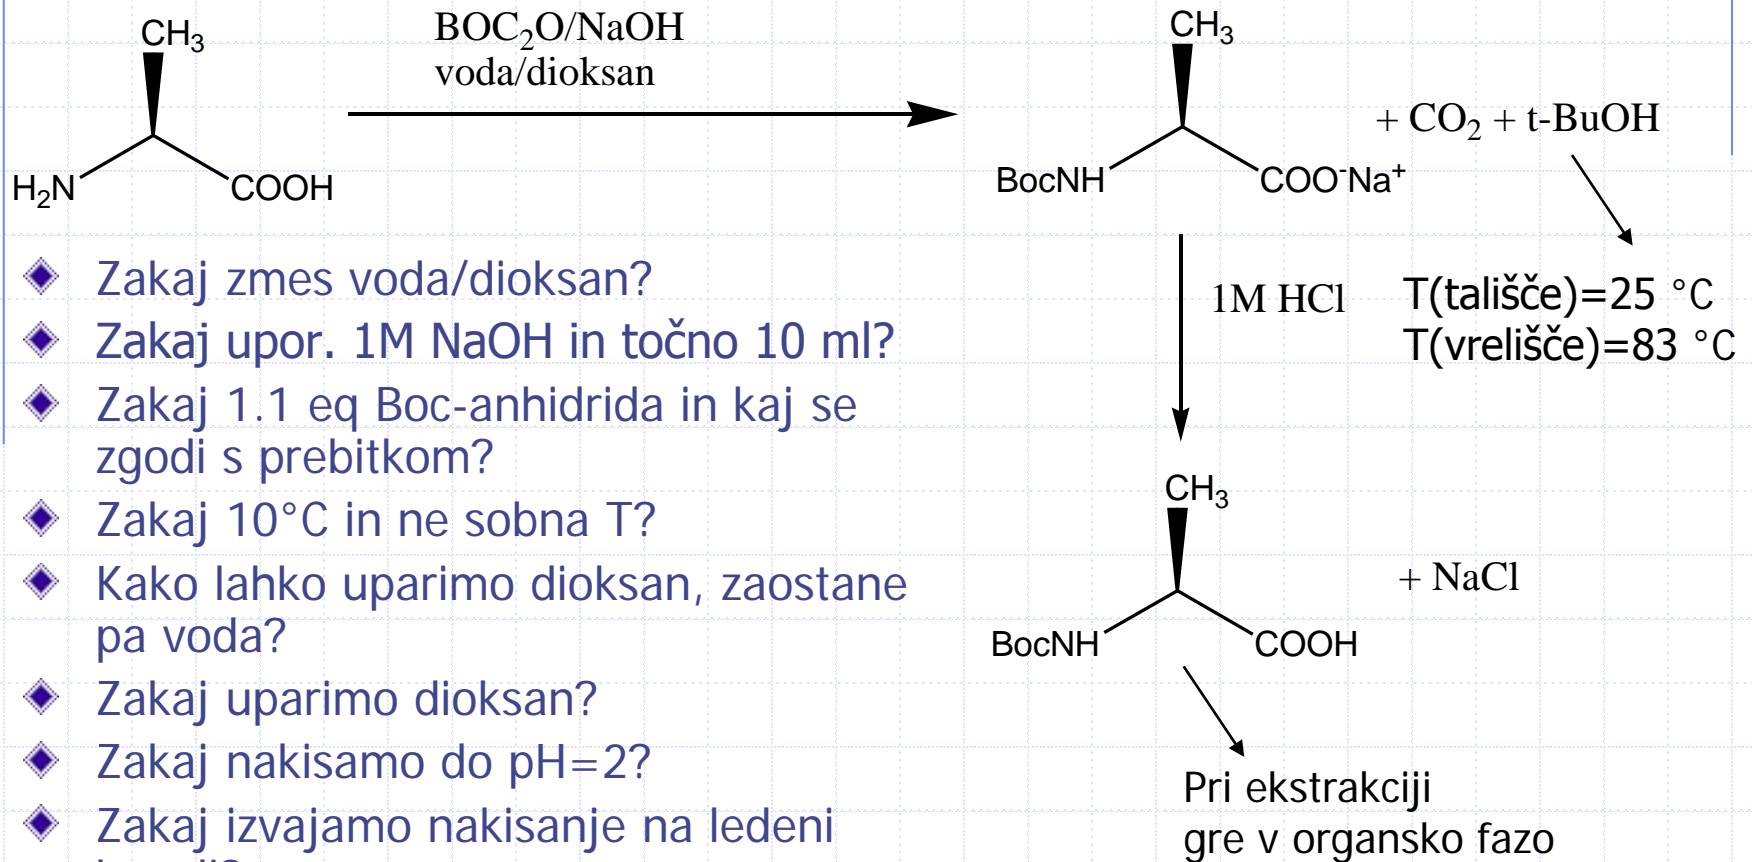 CH₃
H₂N
COOH
BOC₂O/NaOH
voda/dioksan
CH₃
BocNH
COO⁻Na⁺
+ CO₂ + t-BuOH
T(tališče)=25 °C
T(vrelišče)=83 °C
1M HCl
CH₃
BocNH
COOH
+ NaCl
Pri ekstrakciji
gre v organsko fazo
Zakaj zmes voda/dioksan?
Zakaj upor. 1M NaOH in točno 10 ml?
Zakaj 1.1 eq Boc-anhidrida in kaj se
zgodi s prebitkom?
Zakaj 10°C in ne sobna T?
Kako lahko uparimo dioksan, zaostane
pa voda?
Zakaj uparimo dioksan?
Zakaj nakisamo do pH=2?
Zakaj izvajamo nakisanje na ledeni